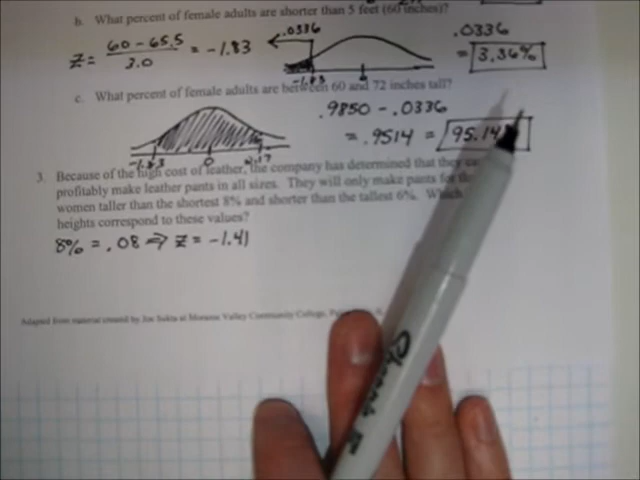 b. What percent of female adults are shorter than 5 feet (60 inches)?
z = 60 - 65.5 / 3.0 = -1.83
.0336
-1.83 0
.0336
= 3.36%
c. What percent of female adults are between 60 and 72 inches tall?
-1.83 0 2.17
.9850 - .0336
= .9514 = 95.14
3. Because of the high cost of leather, the company has determined that they
profitably make leather pants in all sizes. They will only make pants for
women taller than the shortest 8% and shorter than the tallest 6%. Which
heights correspond to these values?
8% = .08 ⇒ z = -1.41
Adapted from material created by Joe Moraine Valley Community College,
Sharpie